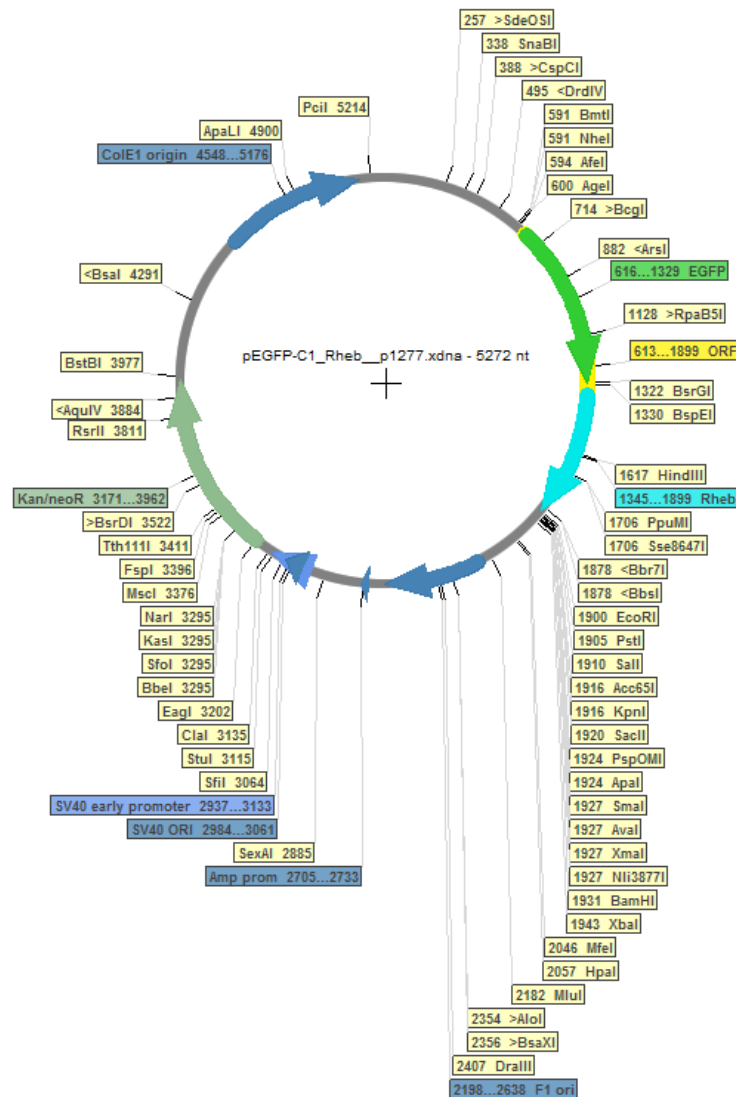 257 >SdeOSI
338 SnaBI
388 >CspCI
495 <DrdIV
591 BmtI
591 NheI
594 AfeI
600 AgeI
714 >BcgI
882 <ArsI
616...1329 EGFP
1128 >RpaB5I
613...1899 ORF
1322 BsrGI
1330 BspEI
1617 HindIII
1345...1899 Rheb
1706 PpuMI
1706 Sse8647I
1878 <Bbr7I
1878 <BbsI
1900 EcoRI
1905 PstI
1910 SalI
1916 Acc65I
1916 KpnI
1920 SacII
1924 PspOMI
1924 ApaI
1927 SmaI
1927 AvaI
1927 XmaI
1927 Nli3877I
1931 BamHI
1943 XbaI
2046 MfeI
2057 HpaI
2182 MluI
2354 >AloI
2356 >BsaXI
2407 DraIII
2198...2638 F1 ori
PciI 5214
ApaLI 4900
ColE1 origin 4548...5176
<BsaI 4291
pEGFP-C1_Rheb__p1277.xdna - 5272 nt
BstBI 3977
<AquIV 3884
RsrII 3811
Kan/neoR 3171...3962
>BsrDI 3522
Tth111I 3411
FspI 3396
MscI 3376
NarI 3295
KasI 3295
SfoI 3295
BbeI 3295
EagI 3202
ClaI 3135
StuI 3115
SfiI 3064
SV40 early promoter 2937...3133
SV40 ORI 2984...3061
SexAI 2885
Amp prom 2705...2733